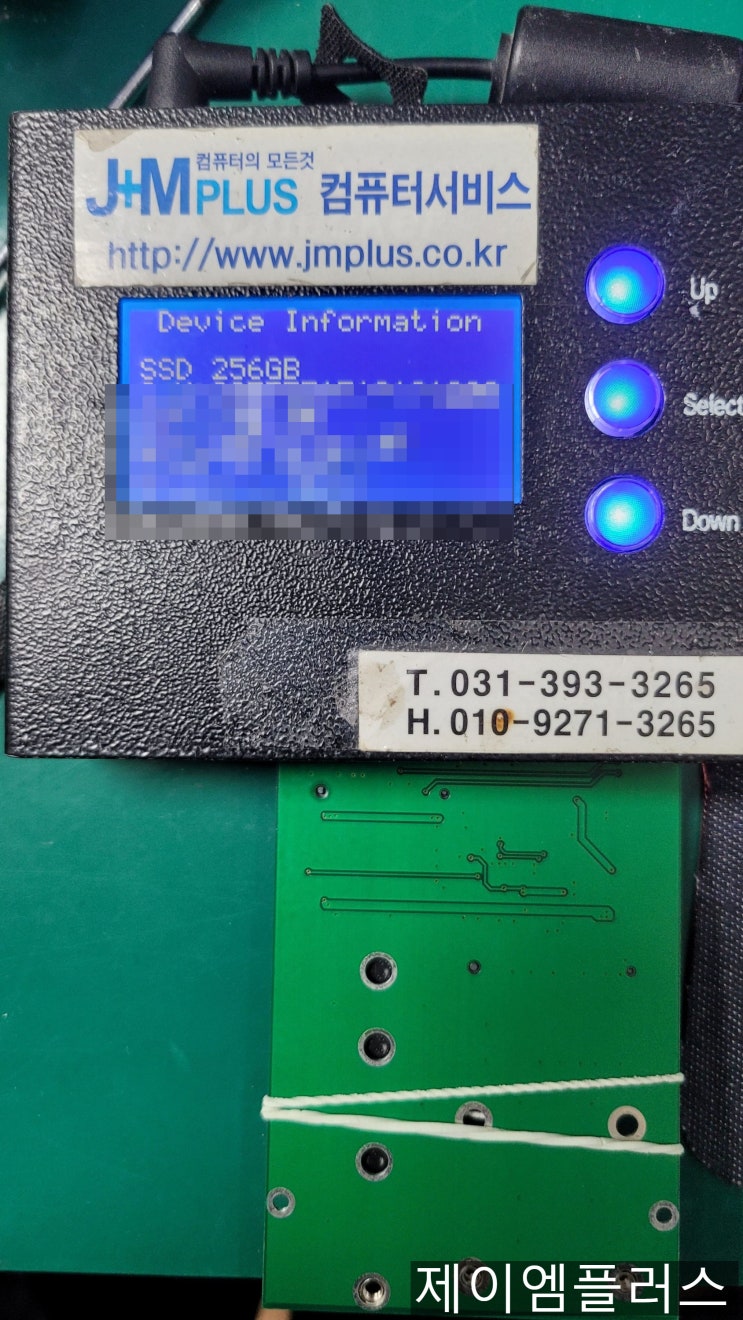 컴퓨터의 모든것
J+MPLUS 컴퓨터서비스
http://www.jmplus.co.kr
Device Information
SSD 256GB
Up
Select
Down
T.031-393-3265
H.010-9271-3265
제이엠플러스